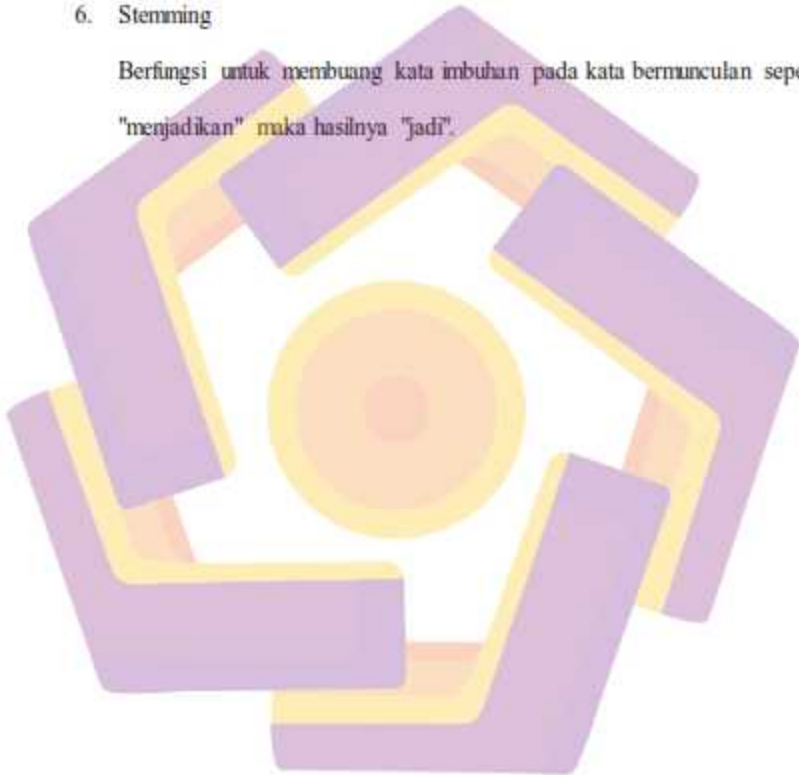 6. Stemming
Berfungsi untuk membuang kata imbuhan pada kata bermunculan
"menjadikan" maka hasilnya "jadi".